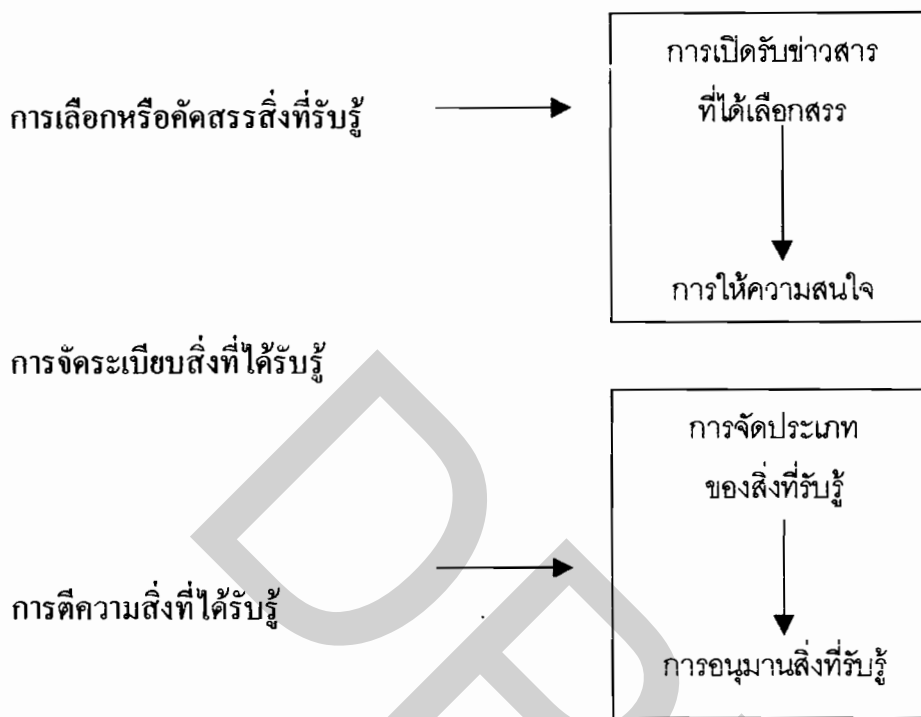 การเปิดรับข่าวสาร
การเลือกหรือคัดสรรสิ่งที่รับรู้
ที่ได้เลือกสรร
การให้ความสนใจ
การจัดระเบียบสิ่งที่ได้รับรู้
การจัดประเภท
ของสิ่งที่รับรู้
การตีความสิ่งที่ได้รับรู้
การอนุมานสิ่งที่รับรู้